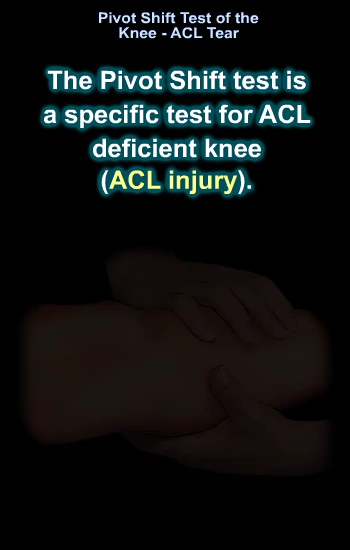 Pivot Shift Test of the
Knee - ACL Tear
The Pivot Shift test is
a specific test for ACL
deficient knee
(ACL injury).